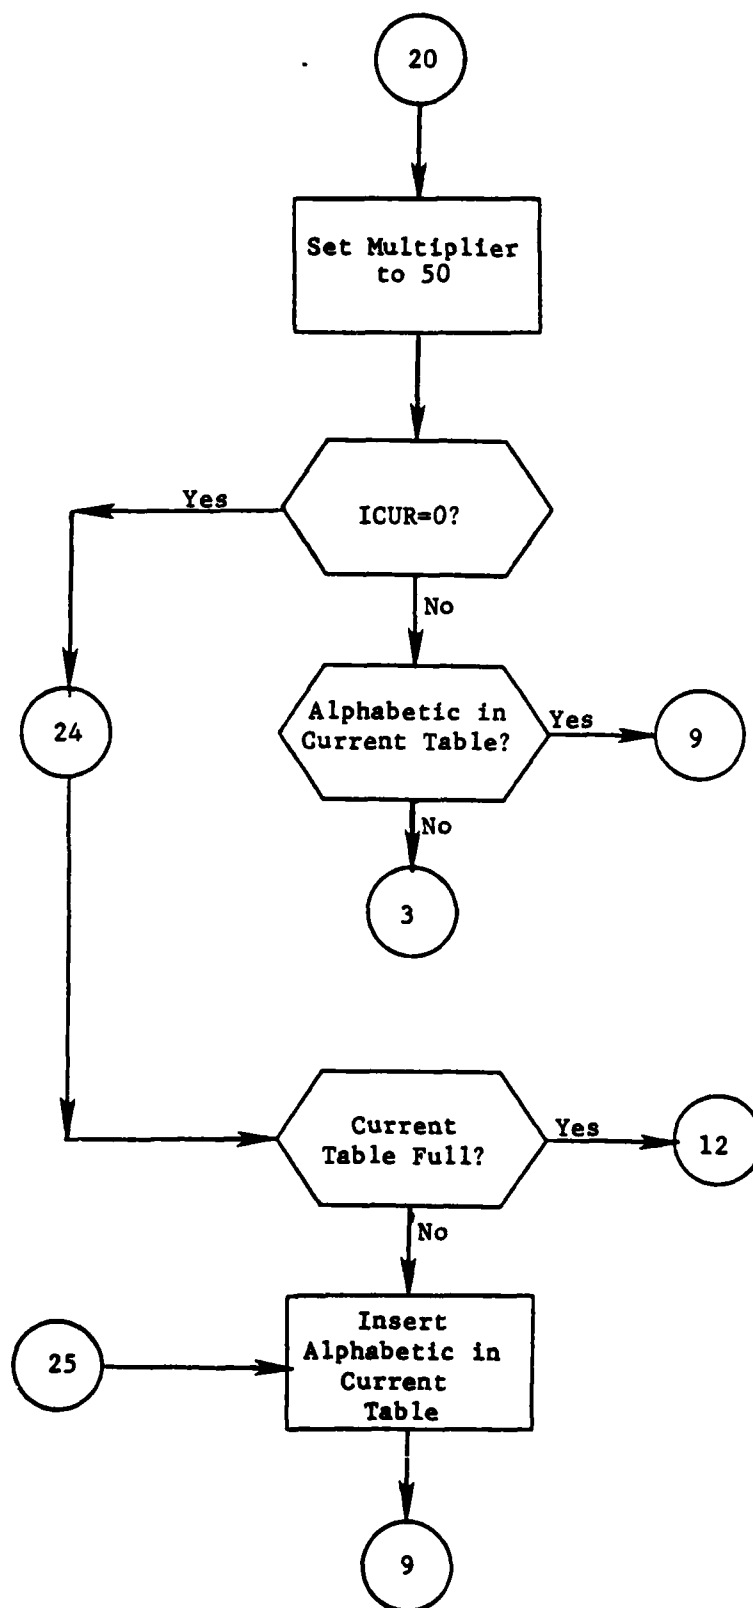 20
Set Multiplier
to 50
Yes
ICUR=0?
No
24
Alphabetic in
Current Table?
Yes
9
No
3
Current
Table Full?
Yes
12
No
25
Insert
Alphabetic in
Current
Table
9